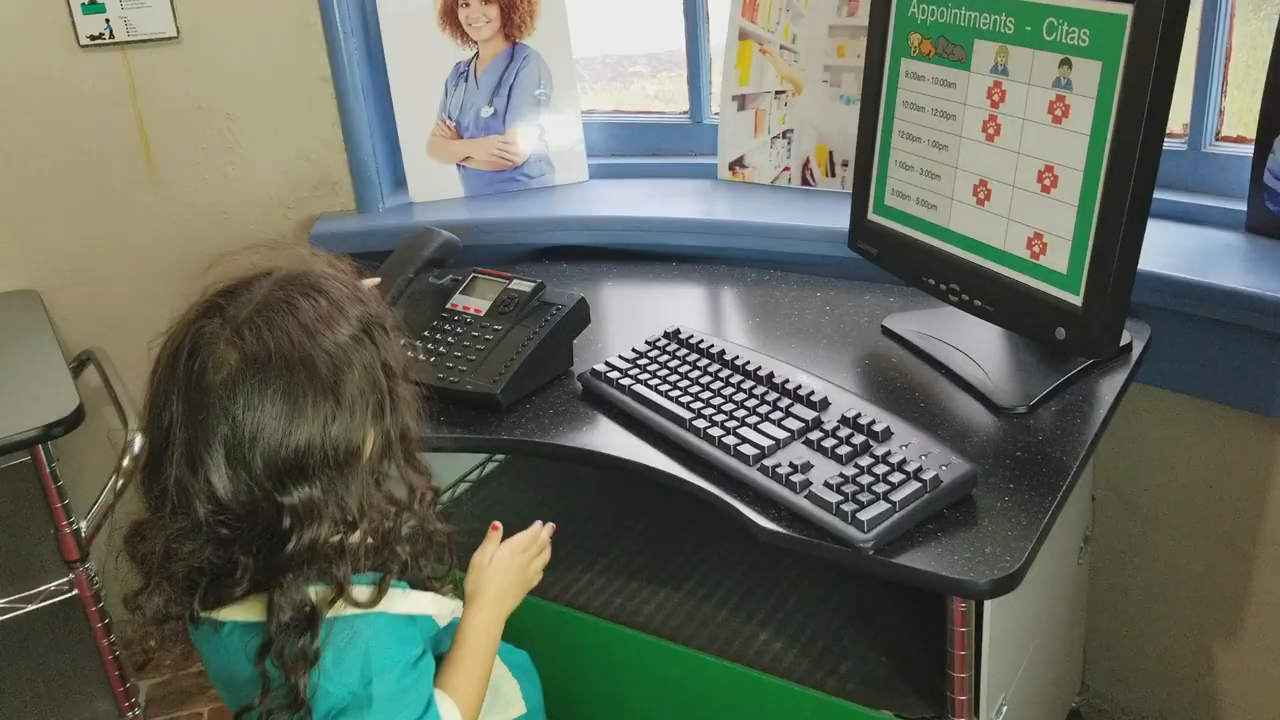 Appointments - Citas
9:00am - 10:00am
10:00am - 12:00pm
12:00pm - 1:00pm
1:00pm - 3:00pm
3:00pm - 5:00pm